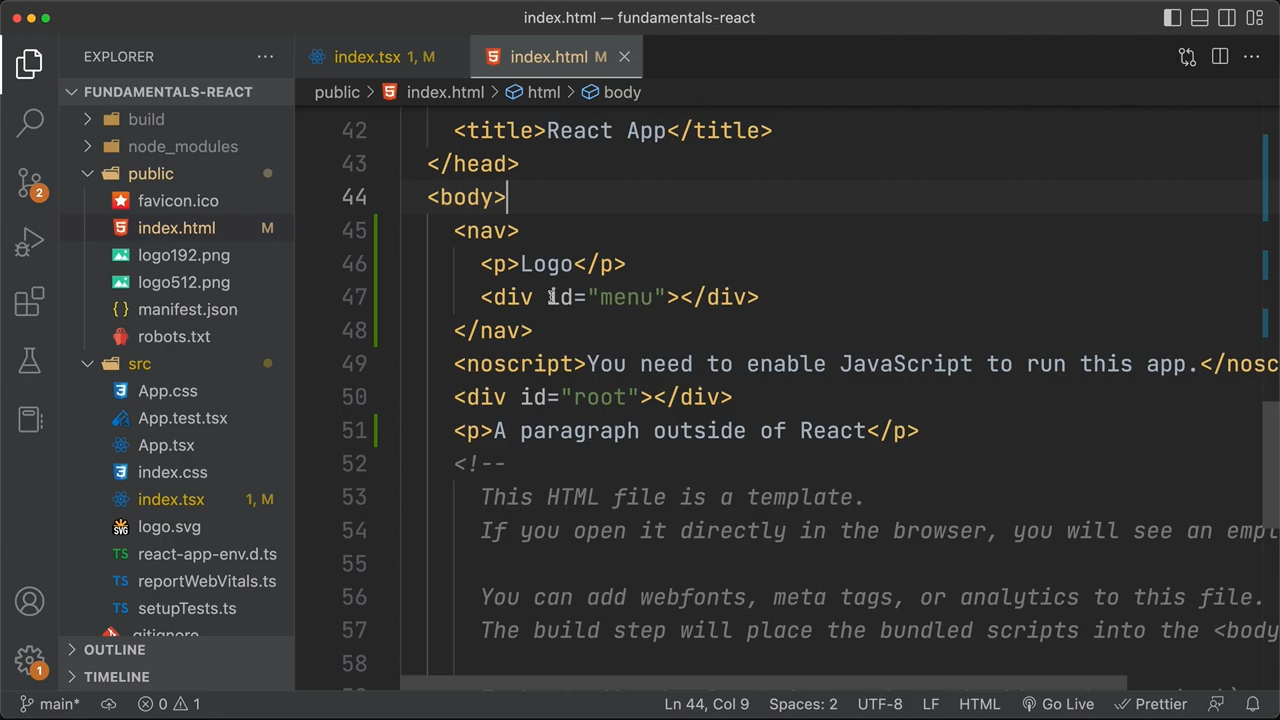 index.html — fundamentals-react
EXPLORER
index.tsx 1, M
index.html M
FUNDAMENTALS-REACT
public > index.html > html > body
build
node_modules
public
favicon.ico
index.html M
logo192.png
logo512.png
{} manifest.json
robots.txt
src
App.css
App.test.tsx
App.tsx
index.css
index.tsx 1, M
logo.svg
TS react-app-env.d.ts
TS reportWebVitals.ts
TS setupTests.ts
.gitignore
OUTLINE
TIMELINE
2
1
42 <title>React App</title>
43 </head>
44 <body>
45 <nav>
46 <p>Logo</p>
47 <div id="menu"></div>
48 </nav>
49 <noscript>You need to enable JavaScript to run this app.</nosc
50 <div id="root"></div>
51 <p>A paragraph outside of React</p>
52 <!--
53 This HTML file is a template.
54 If you open it directly in the browser, you will see an empt
55
56 You can add webfonts, meta tags, or analytics to this file.
57 The build step will place the bundled scripts into the <body
58
main* 0 1 Ln 44, Col 9 Spaces: 2 UTF-8 LF HTML Go Live Prettier